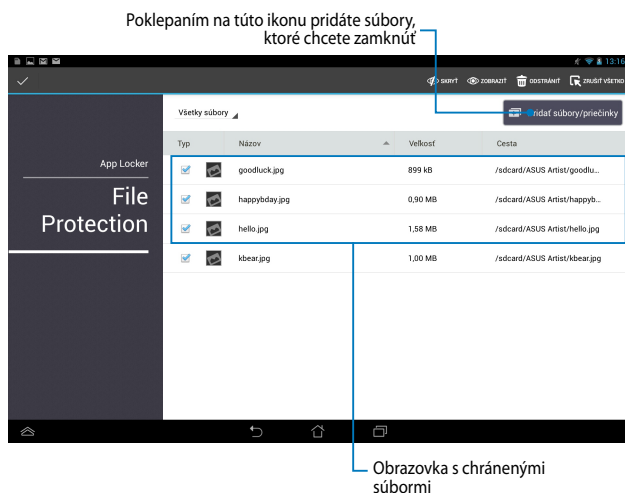 Poklepaním na túto ikonu pridáte súbory,
ktoré chcete zamknúť
13:16
SKRYŤ ZOBRAZIŤ ODSTRÁNIŤ ZRUŠIŤ VŠETKO
Všetky súbory
Pridať súbory/priečinky
Typ Názov Veľkosť Cesta
App Locker
File
Protection
goodluck.jpg 899 kB /sdcard/ASUS Artist/goodlu...
happybday.jpg 0,90 MB /sdcard/ASUS Artist/happyb...
hello.jpg 1,58 MB /sdcard/ASUS Artist/hello.jpg
kbear.jpg 1,00 MB /sdcard/ASUS Artist/kbear.jpg
Obrazovka s chránenými
súbormi